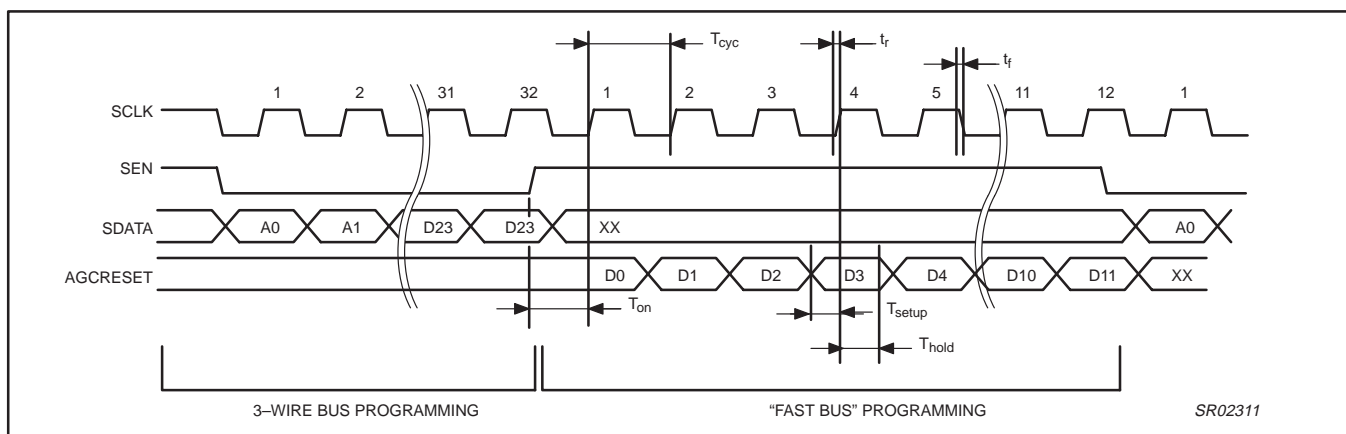 Tcyc tr tf
SCLK 1 2 31 32 1 2 3 4 5 11 12 1
SEN
SDATA A0 A1 D23 D23 XX A0
AGCRESET D0 D1 D2 D3 D4 D10 D11 XX
Ton Tsetup
Thold
3–WIRE BUS PROGRAMMING "FAST BUS" PROGRAMMING SR02311